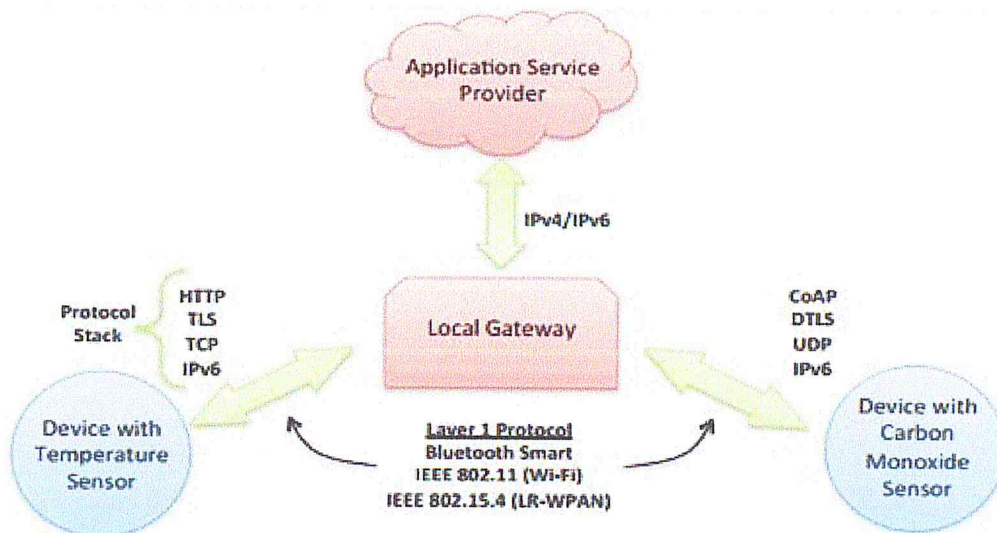 Application Service
Provider
IPv4/IPv6
Protocol
Stack
HTTP
TLS
TCP
IPv6
Local Gateway
CoAP
DTLS
UDP
IPv6
Device with
Temperature
Sensor
Layer 1 Protocol
Bluetooth Smart
IEEE 802.11 (Wi-Fi)
IEEE 802.15.4 (LR-WPAN)
Device with
Carbon
Monoxide
Sensor